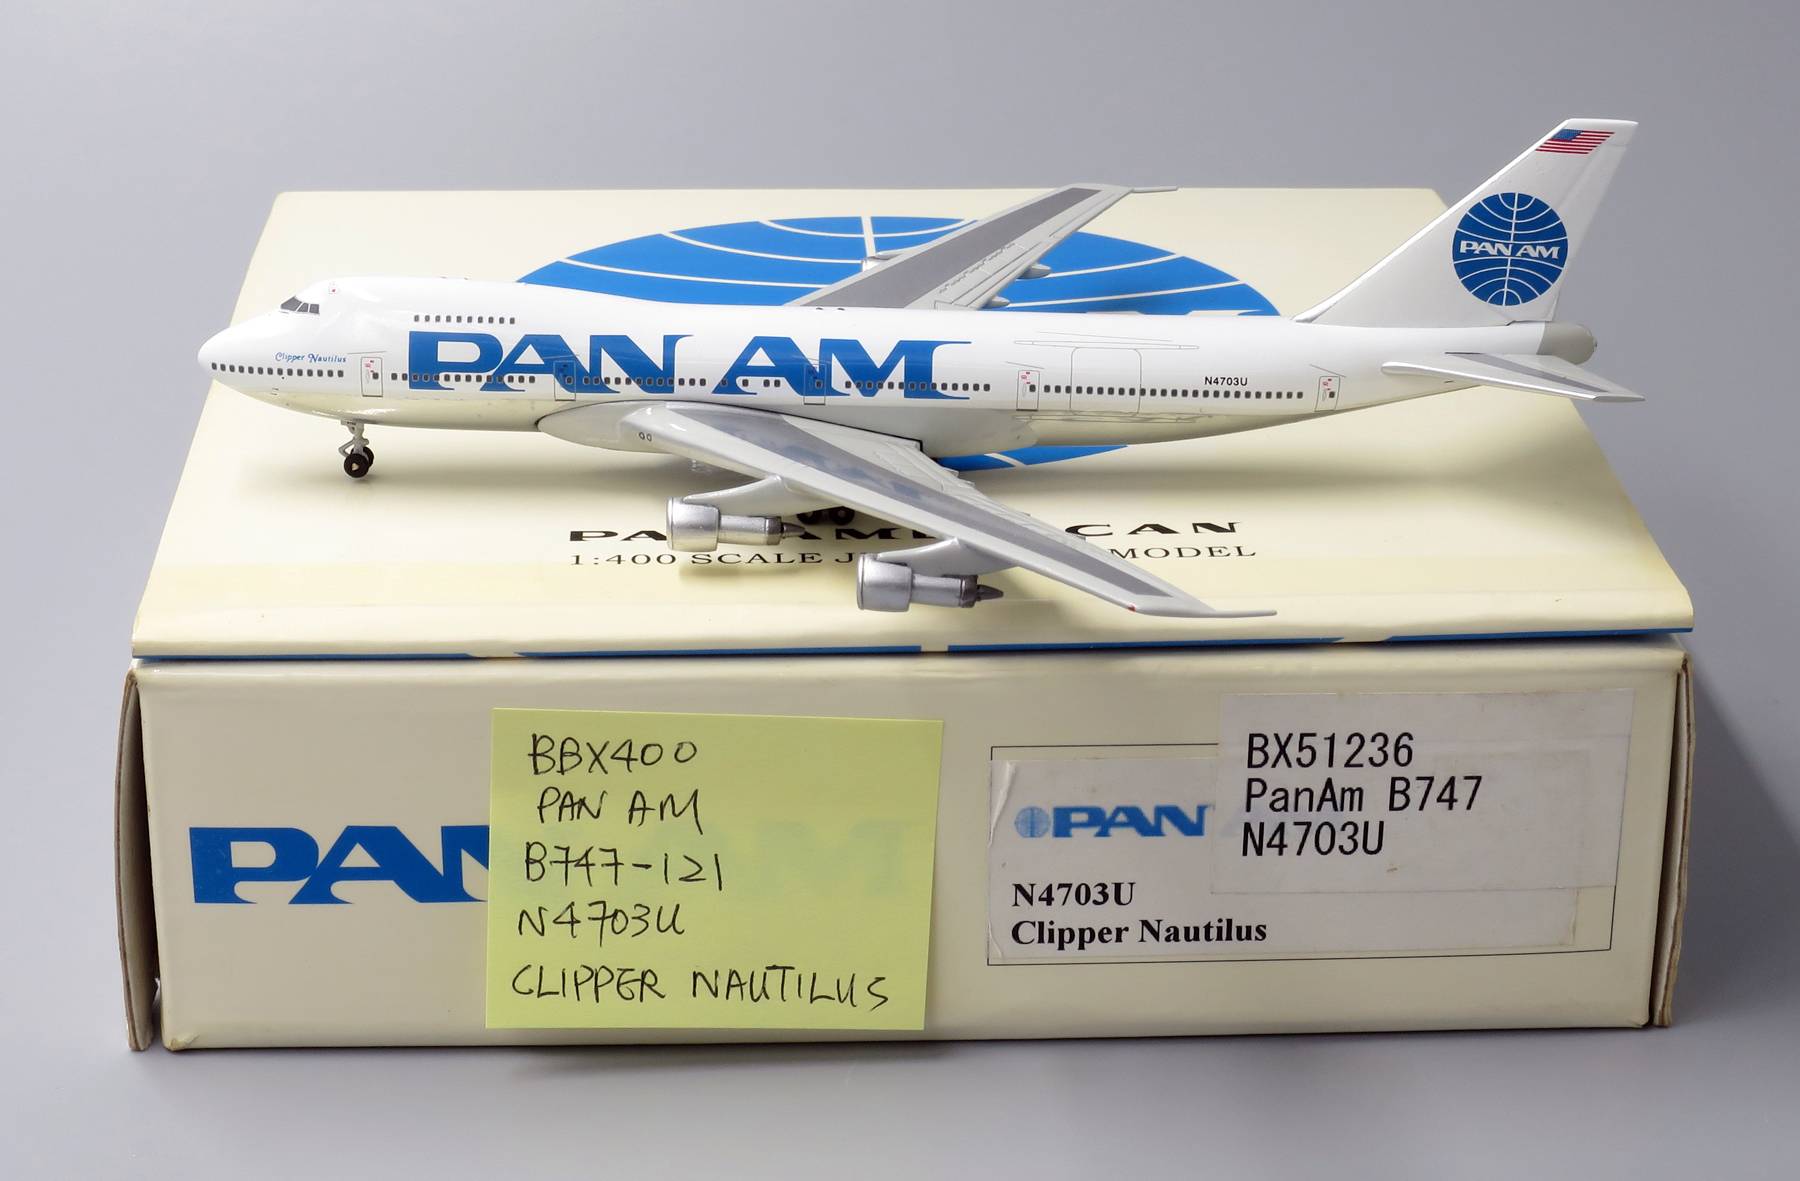 PAN AM
Clipper Nautilus
PAN AM
N4703U
1:400 SCALE
MODEL
BBX400
PAN AM
B747-121
N4703U
CLIPPER NAUTILUS
PAN
BX51236
PanAm B747
N4703U
N4703U
Clipper Nautilus